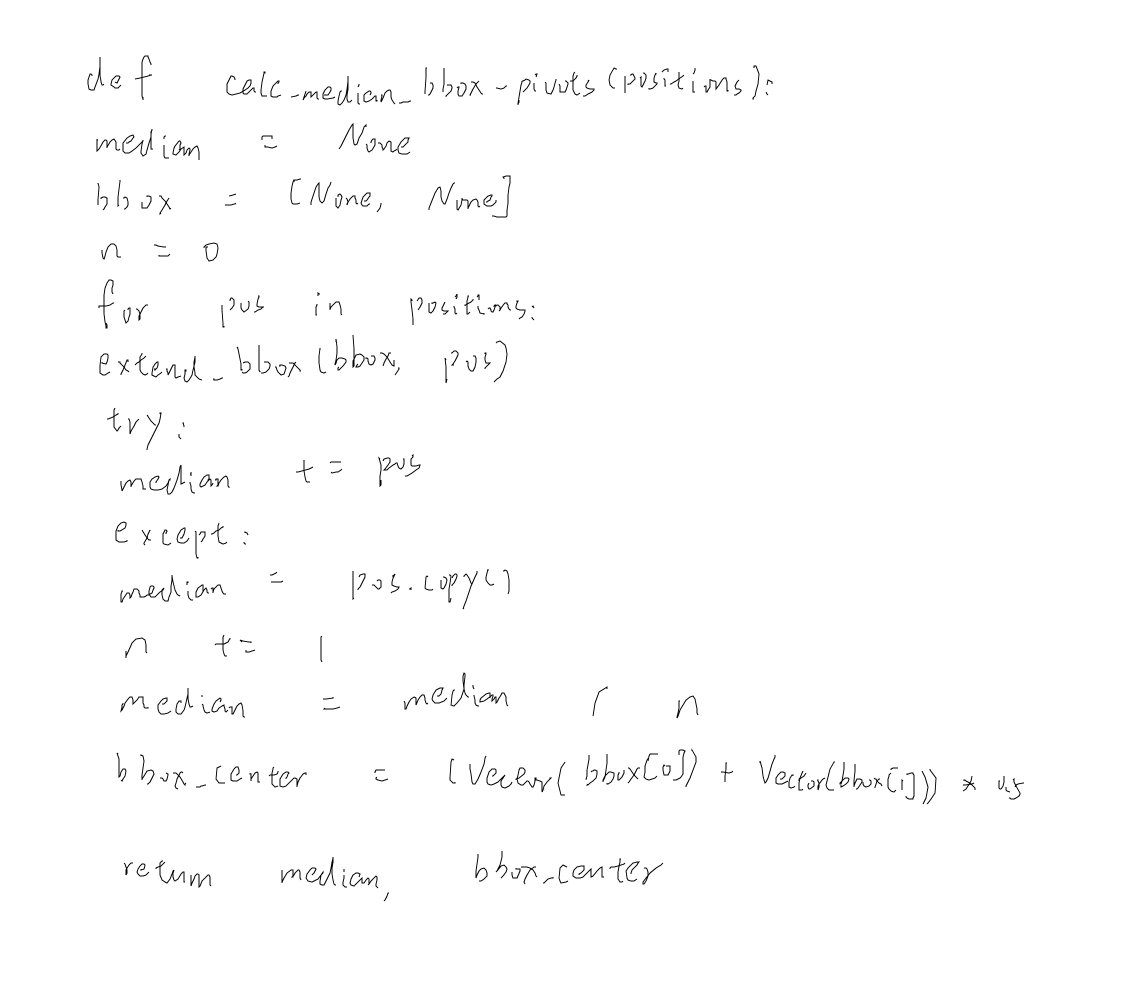 def calc_median_bbox_pivots(positions):
median = None
bbox = [None, None]
n = 0
for pos in positions:
extend_bbox(bbox, pos)
try:
median += pos
except:
median = pos.copy()
n += 1
median = median / n
bbox_center = (Vector(bbox[0]) + Vector(bbox[1])) * 0.5
return median, bbox_center